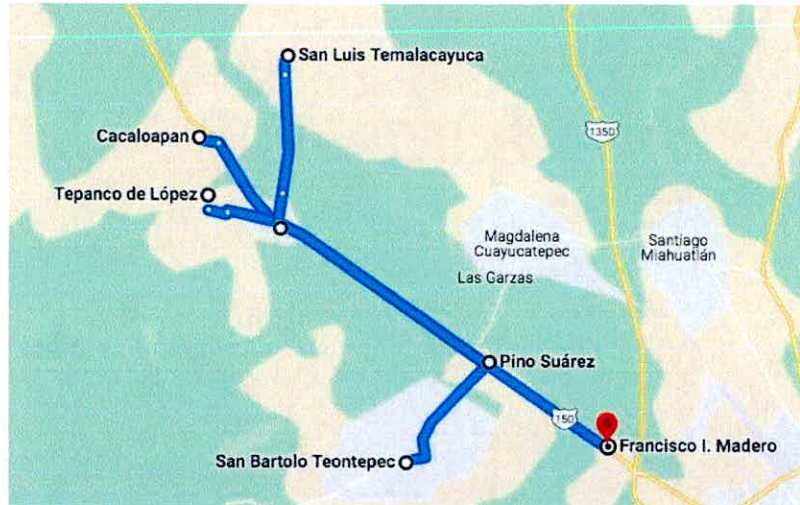 San Luis Temalacayuca
1350
Cacaloapan
Tepanco de López
Magdalena
Cuayucatepec
Santiago
Miahuatlán
Las Garzas
Pino Suárez
150
Francisco I. Madero
San Bartolo Teontepec